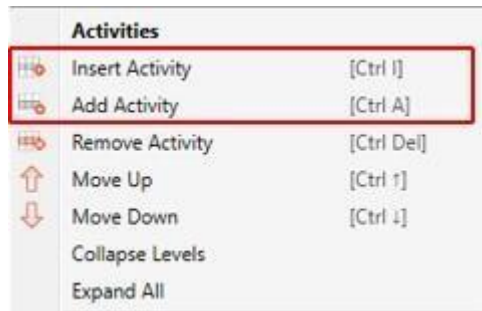 Activities
Insert Activity [Ctrl I]
Add Activity [Ctrl A]
Remove Activity [Ctrl Del]
Move Up [Ctrl ↑]
Move Down [Ctrl ↓]
Collapse Levels
Expand All